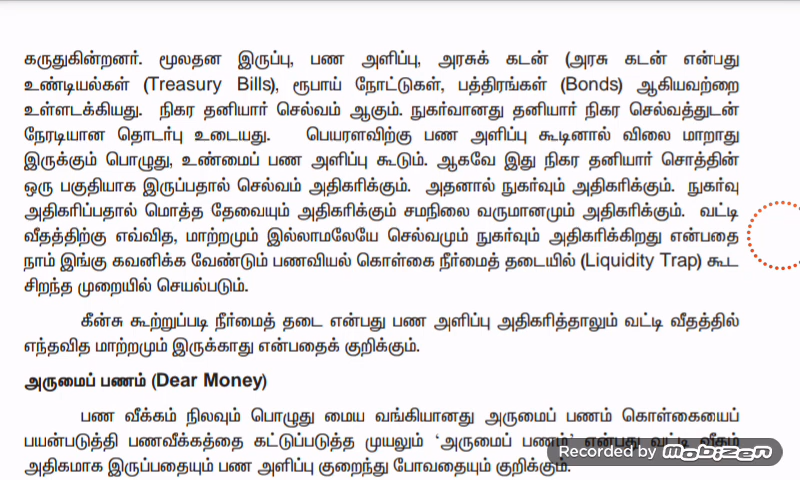 கருதுகின்றனர். மூலதன இருப்பு, பண அளிப்பு, அரசுக் கடன் (அரசு கடன் என்பது
உண்டியல்கள் (Treasury Bills), ரூபாய் நோட்டுகள், பத்திரங்கள் (Bonds) ஆகியவற்றை
உள்ளடக்கியது. நிகர தனியார் செல்வம் ஆகும். நுகர்வானது தனியார் நிகர செல்வத்துடன்
நேரடியான தொடர்பு உடையது. பெயரளவிற்கு பண அளிப்பு கூடினால் விலை மாறாது
இருக்கும் பொழுது, உண்மைப் பண அளிப்பு கூடும். ஆகவே இது நிகர தனியார் சொத்தின்
ஒரு பகுதியாக இருப்பதால் செல்வம் அதிகரிக்கும். அதனால் நுகர்வும் அதிகரிக்கும். நுகர்வு
அதிகரிப்பதால் மொத்த தேவையும் அதிகரிக்கும் சமநிலை வருமானமும் அதிகரிக்கும். வட்டி
வீதத்திற்கு எவ்வித, மாற்றமும் இல்லாமலேயே செல்வமும் நுகர்வும் அதிகரிக்கிறது என்பதை
நாம் இங்கு கவனிக்க வேண்டும் பணவியல் கொள்கை நீர்மைத் தடையில் (Liquidity Trap) கூட
சிறந்த முறையில் செயல்படும்.
கீன்சு கூற்றுப்படி நீர்மைத் தடை என்பது பண அளிப்பு அதிகரித்தாலும் வட்டி வீதத்தில்
எந்தவித மாற்றமும் இருக்காது என்பதைக் குறிக்கும்.
அருமைப் பணம் (Dear Money)
பண வீக்கம் நிலவும் பொழுது மைய வங்கியானது அருமைப் பணம் கொள்கையைப்
பயன்படுத்தி பணவீக்கத்தை கட்டுப்படுத்த முயலும் ‘அருமைப் பணம்’ என்பது வட்டி வீதம்
அதிகமாக இருப்பதையும் பண அளிப்பு குறைந்து போவதையும் குறிக்கும்.
Recorded by mobizen